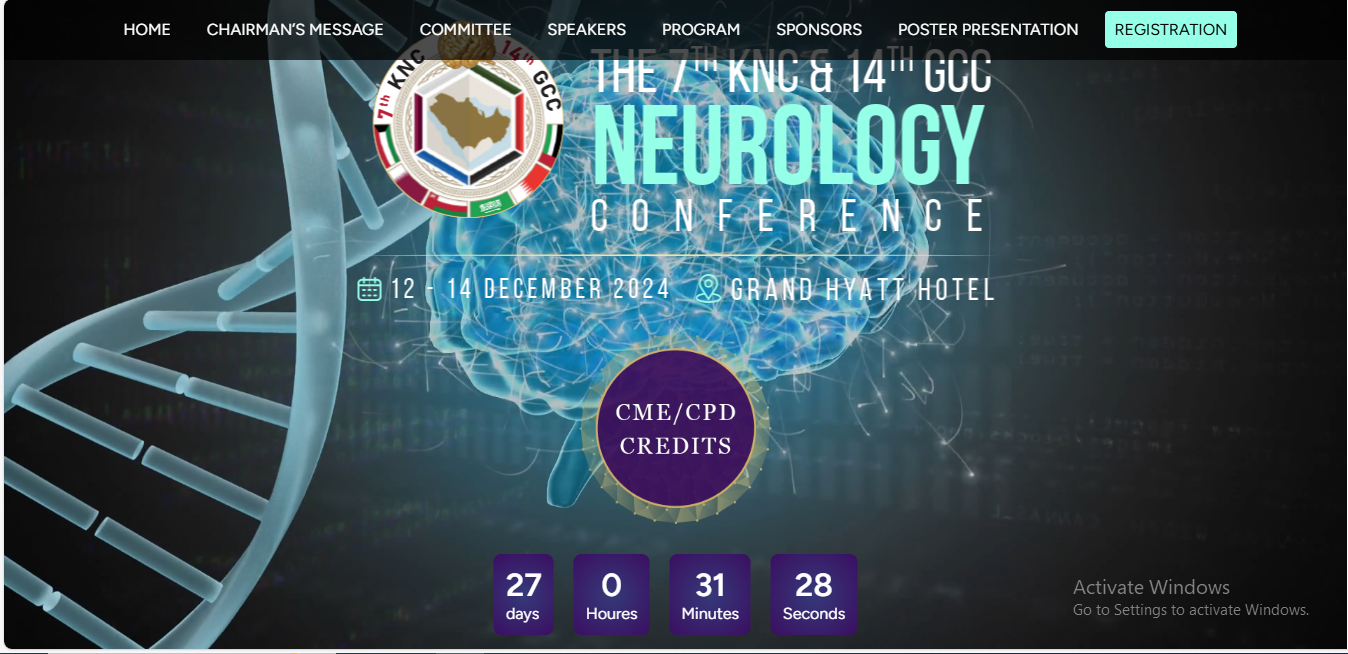 HOME CHAIRMAN'S MESSAGE COMMITTEE SPEAKERS PROGRAM SPONSORS POSTER PRESENTATION REGISTRATION
7th KNC 14th GCC
THE 7TH KNC & 14TH GCC
NEUROLOGY
CONFERENCE
12 - 14 DECEMBER 2024 GRAND HYATT HOTEL
CME/CPD
CREDITS
27 0 31 28
days Houres Minutes Seconds
Activate Windows
Go to Settings to activate Windows.